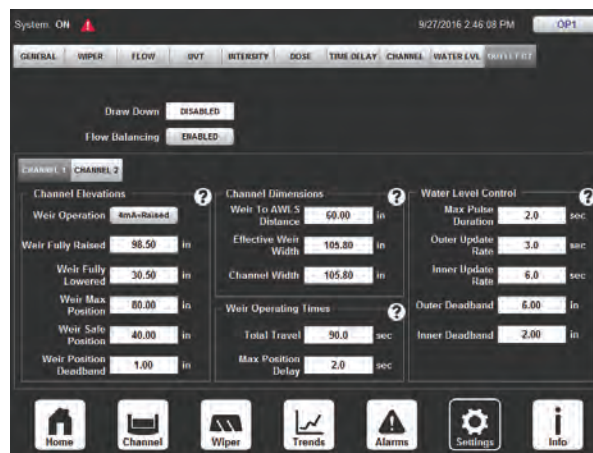 System: ON
9/27/2016 2:46:08 PM
OP1
GENERAL WIPER FLOW UVT INTENSITY DOSE TIME DELAY CHANNEL WATER LVL
Draw Down DISABLED
Flow Balancing ENABLED
CHANNEL 1 CHANNEL 2
Channel Elevations ?
Weir Operation 4mA=Raised
Weir Fully Raised 98.50 in
Weir Fully
Lowered 30.50 in
Weir Max
Position 80.00 in
Weir Safe
Position 40.00 in
Weir Position
Deadband 1.00 in
Channel Dimensions ?
Weir To AWLS
Distance 60.00 in
Effective Weir
Width 105.80 in
Channel Width 105.80 in
Weir Operating Times ?
Total Travel 90.0 sec
Max Position
Delay 2.0 sec
Water Level Control ?
Max Pulse
Duration 2.0 sec
Outer Update
Rate 3.0 sec
Inner Update
Rate 6.0 sec
Outer Deadband 6.00 in
Inner Deadband 2.00 in
Home Channel Wiper Trends Alarms Settings Info